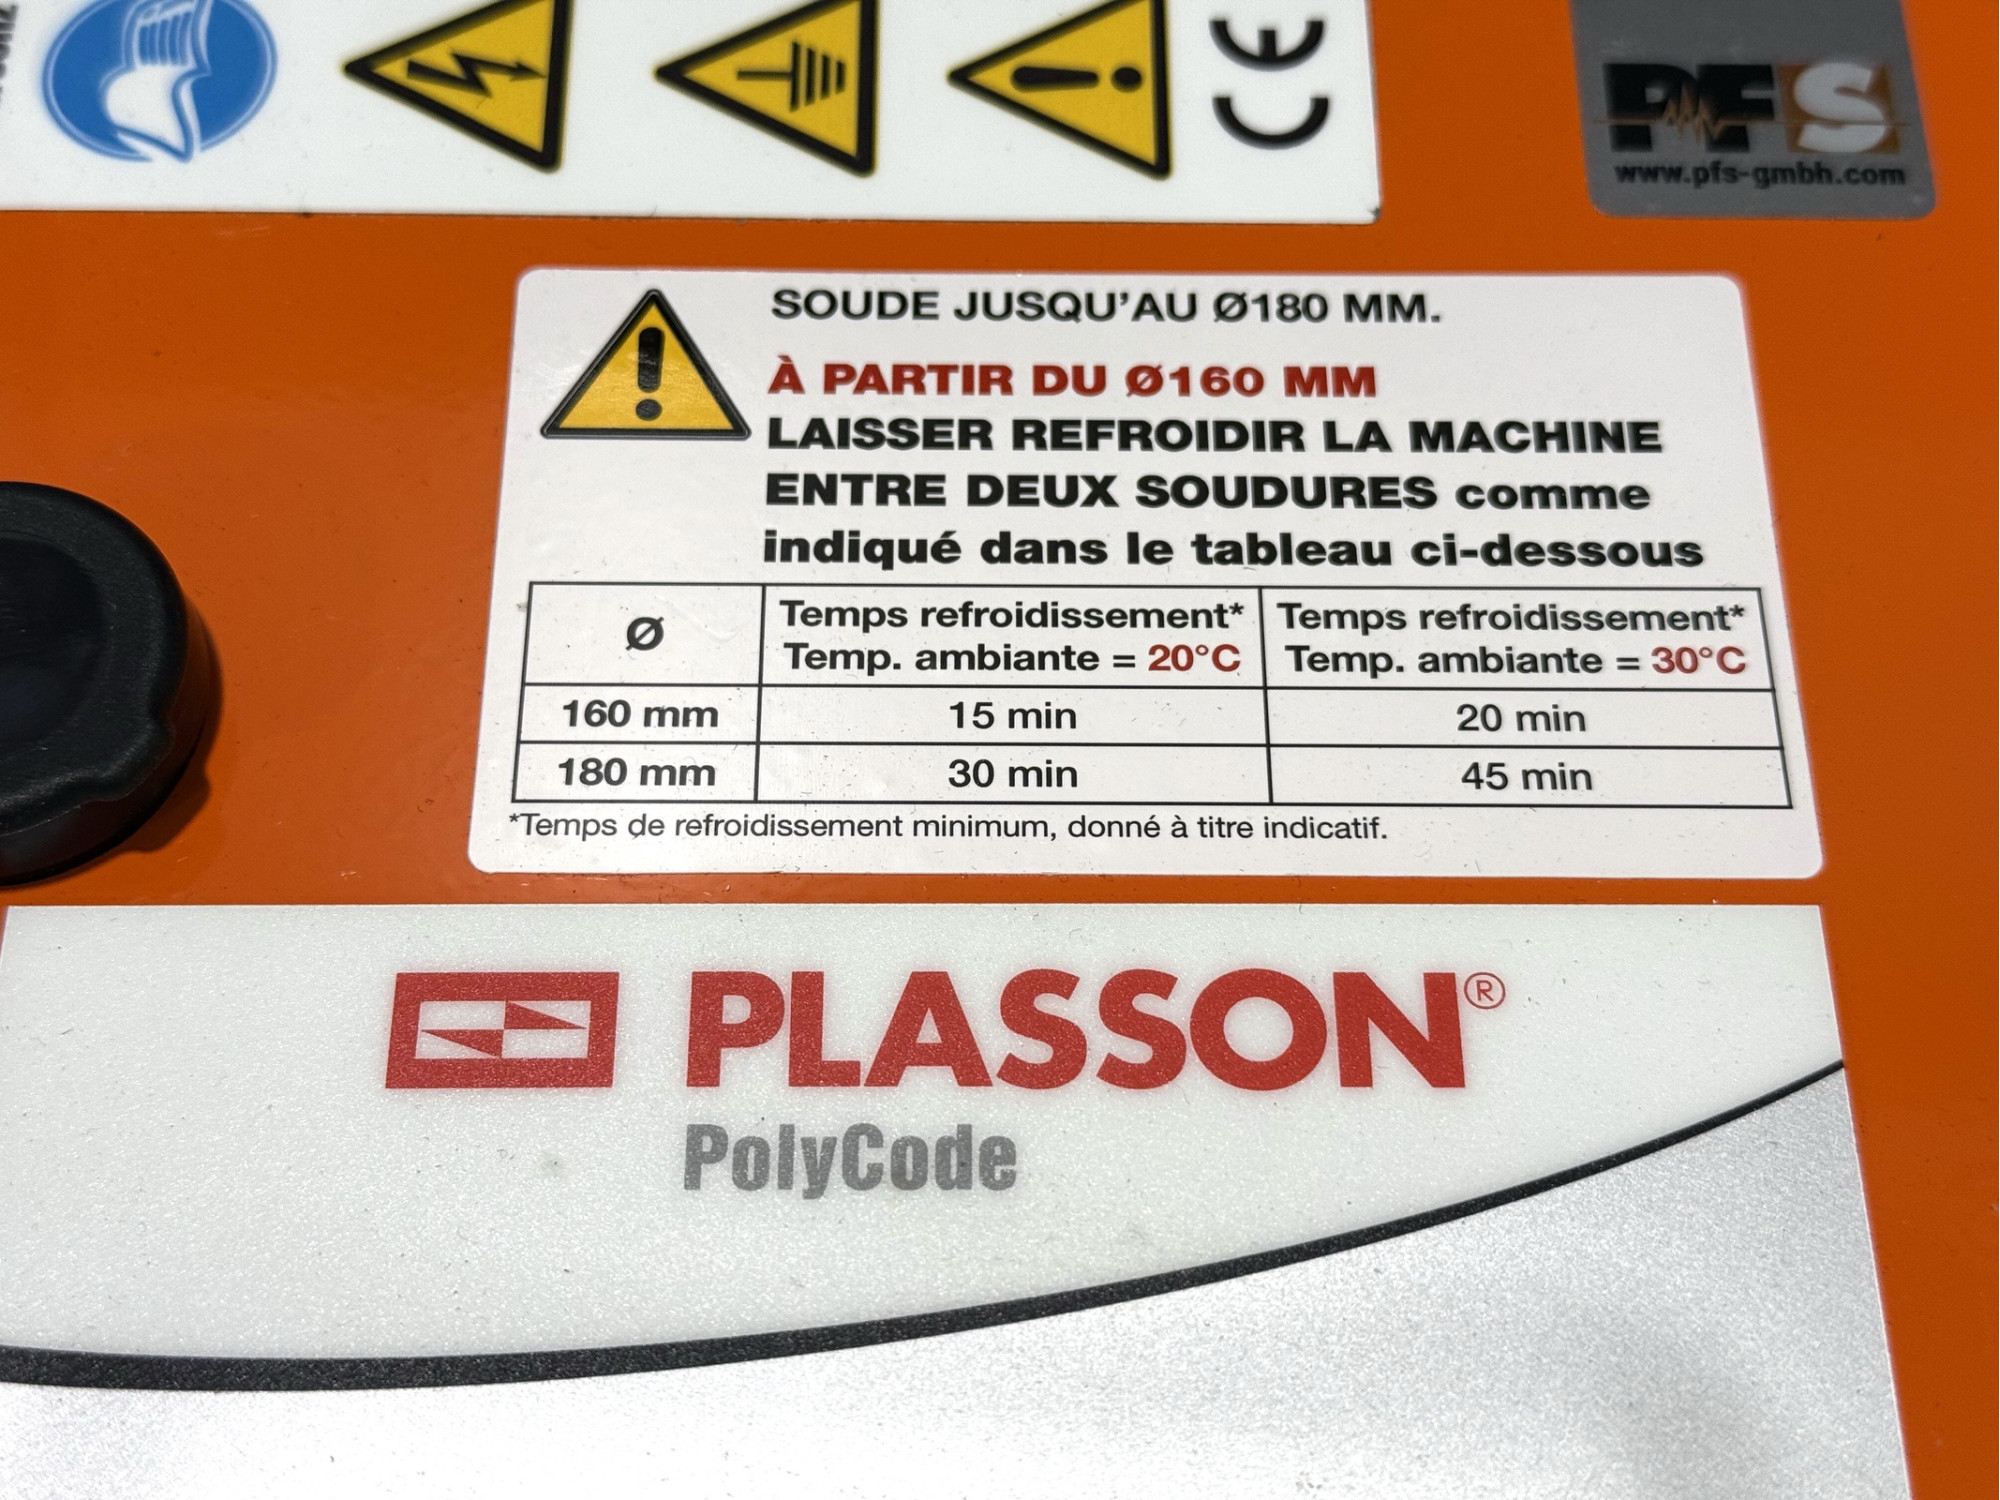 CE
PFS
www.pfs-gmbh.com
SOUDE JUSQU'AU Ø180 MM.
À PARTIR DU Ø160 MM
LAISSER REFROIDIR LA MACHINE
ENTRE DEUX SOUDURES comme
indiqué dans le tableau ci-dessous
Ø Temps refroidissement* Temps refroidissement*
Temp. ambiante = 20°C Temp. ambiante = 30°C
160 mm 15 min 20 min
180 mm 30 min 45 min
*Temps de refroidissement minimum, donné à titre indicatif.
PLASSON®
PolyCode